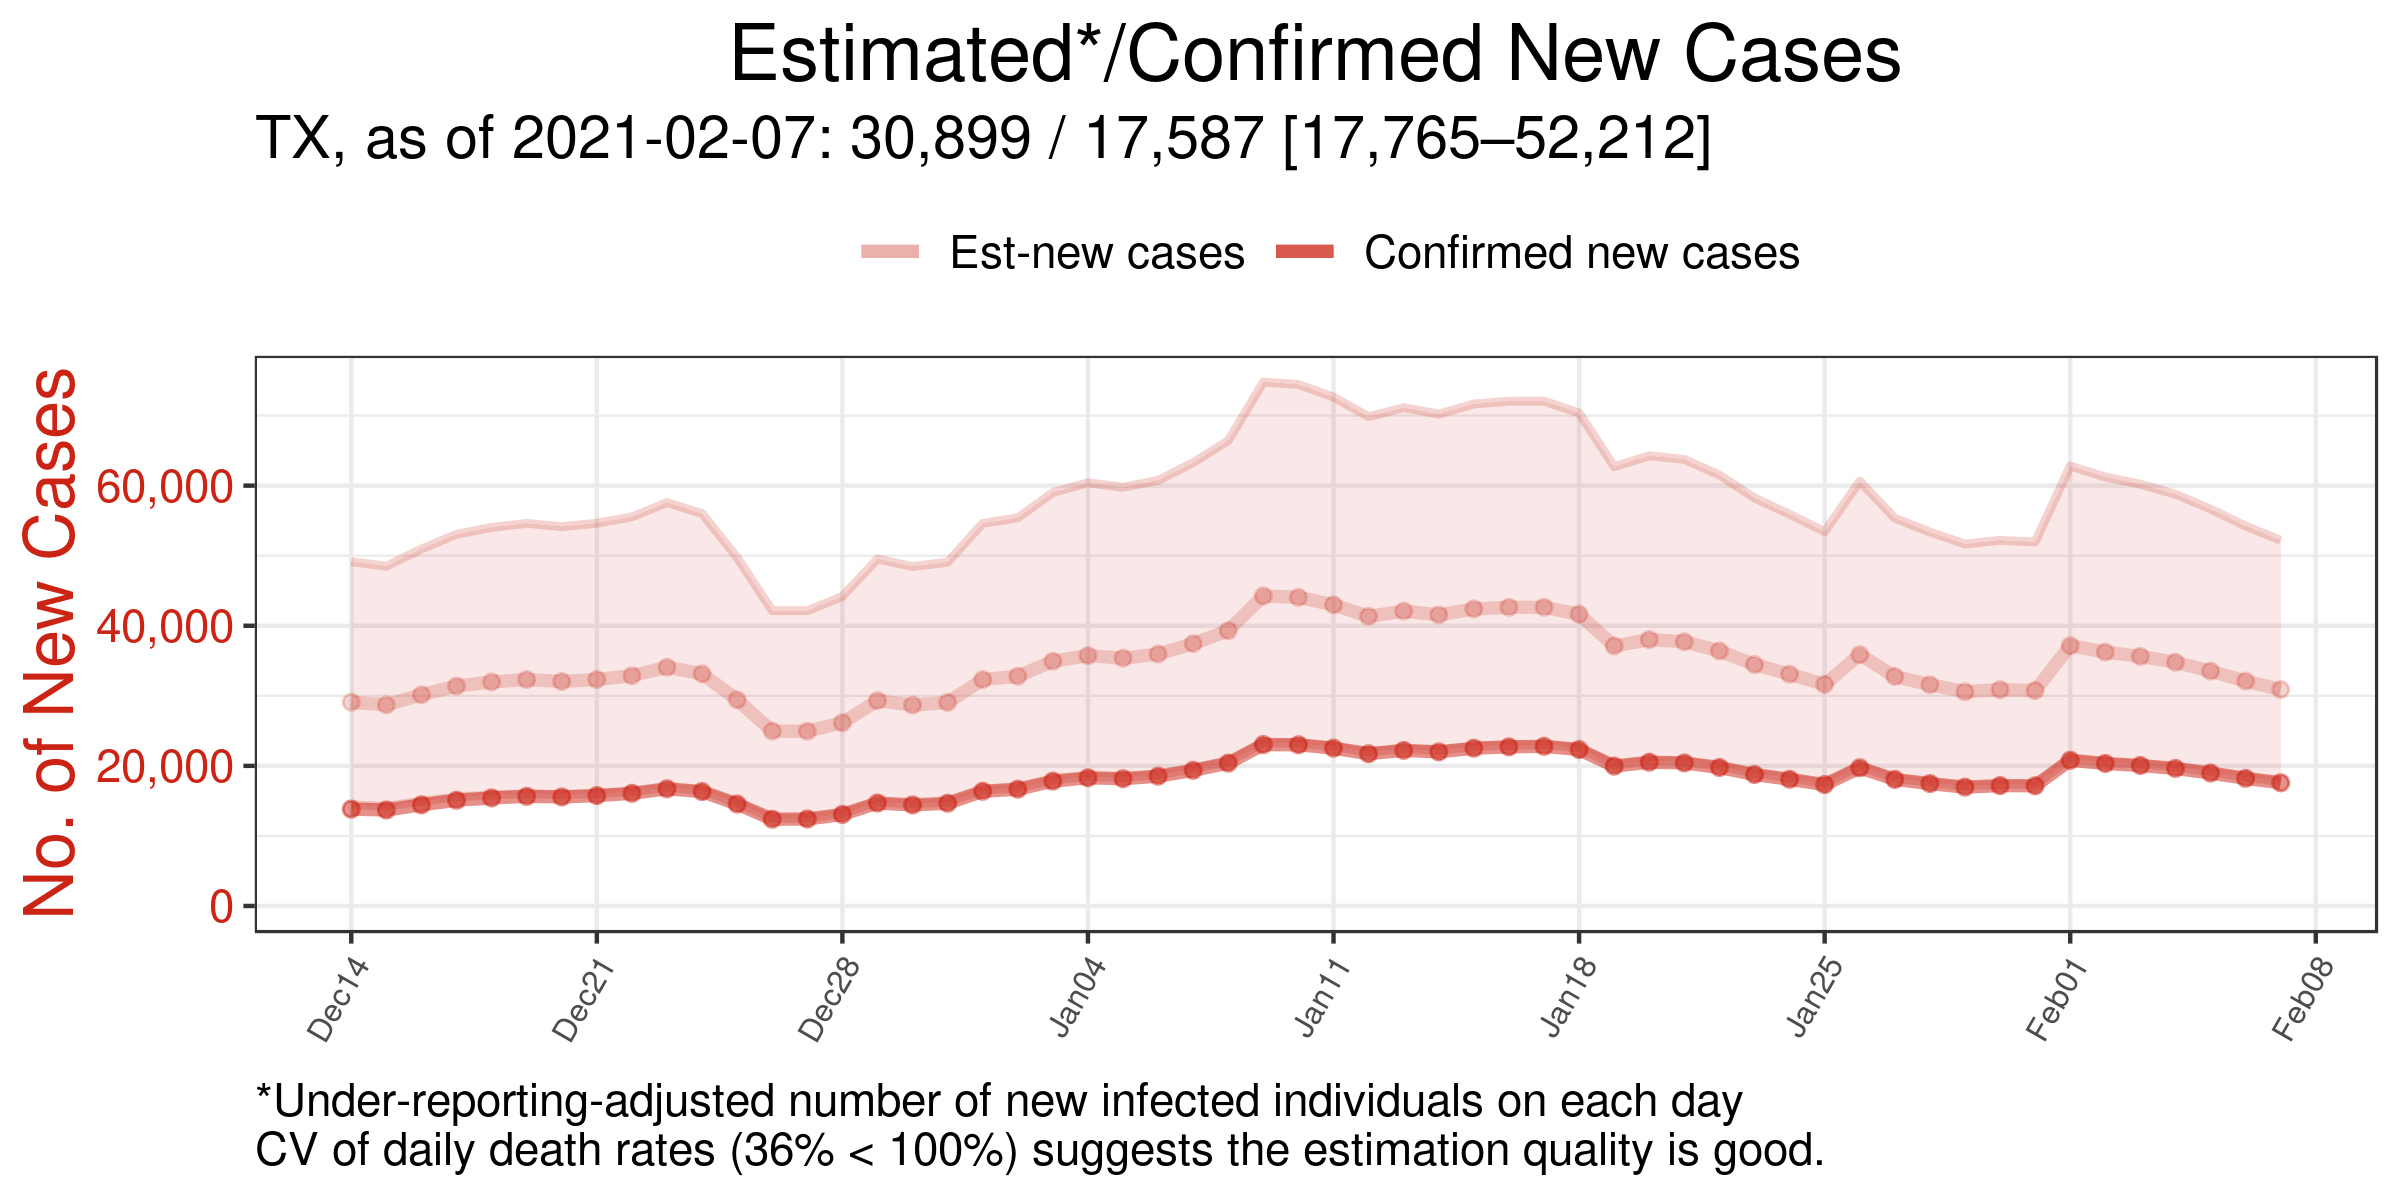 Estimated*/Confirmed New Cases
TX, as of 2021-02-07: 30,899 / 17,587 [17,765–52,212]
Est-new cases Confirmed new cases
No. of New Cases
60,000
40,000
20,000
0
Dec14 Dec21 Dec28 Jan04 Jan11 Jan18 Jan25 Feb01 Feb08
*Under-reporting-adjusted number of new infected individuals on each day
CV of daily death rates (36% < 100%) suggests the estimation quality is good.